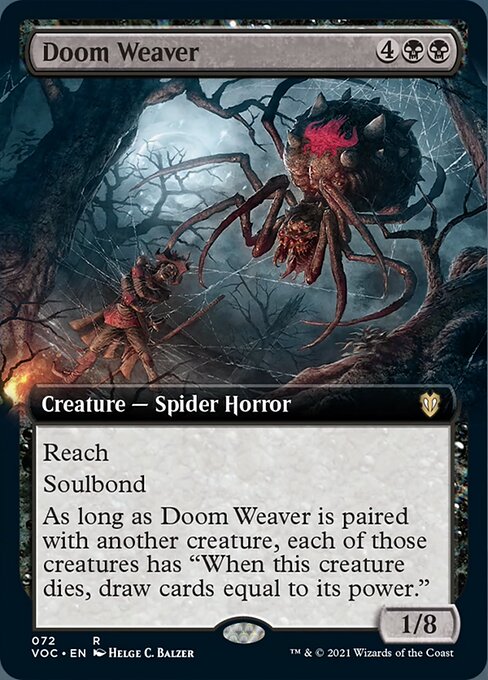 Doom Weaver 4
Creature — Spider Horror
Reach
Soulbond
As long as Doom Weaver is paired
with another creature, each of those
creatures has “When this creature
dies, draw cards equal to its power.”
1/8
072 R
VOC • EN Helge C. Balzer
™ & © 2021 Wizards of the Coast